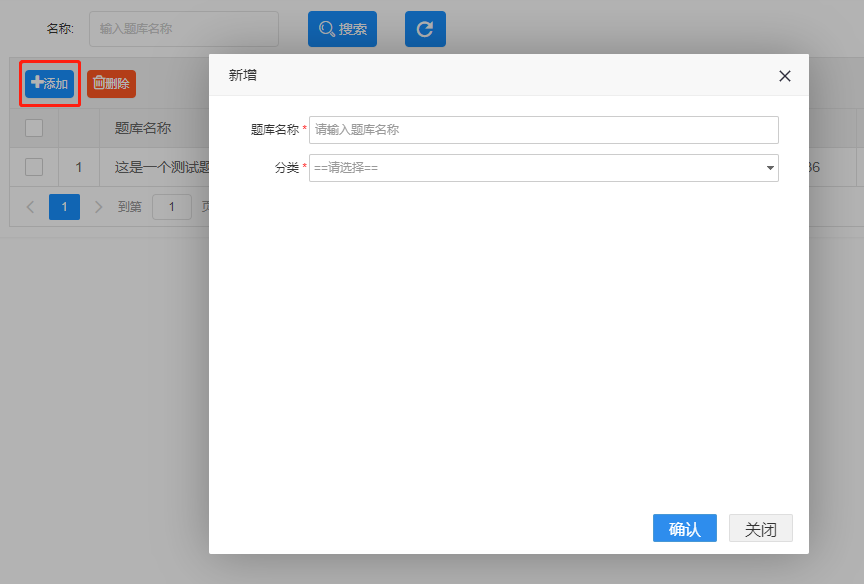 名称: 输入题库名称 搜索
添加 删除
新增
题库名称
题库名称 * 请输入题库名称
分类 * ==请选择==
1 这是一个测试题
1 到第 1
确认 关闭